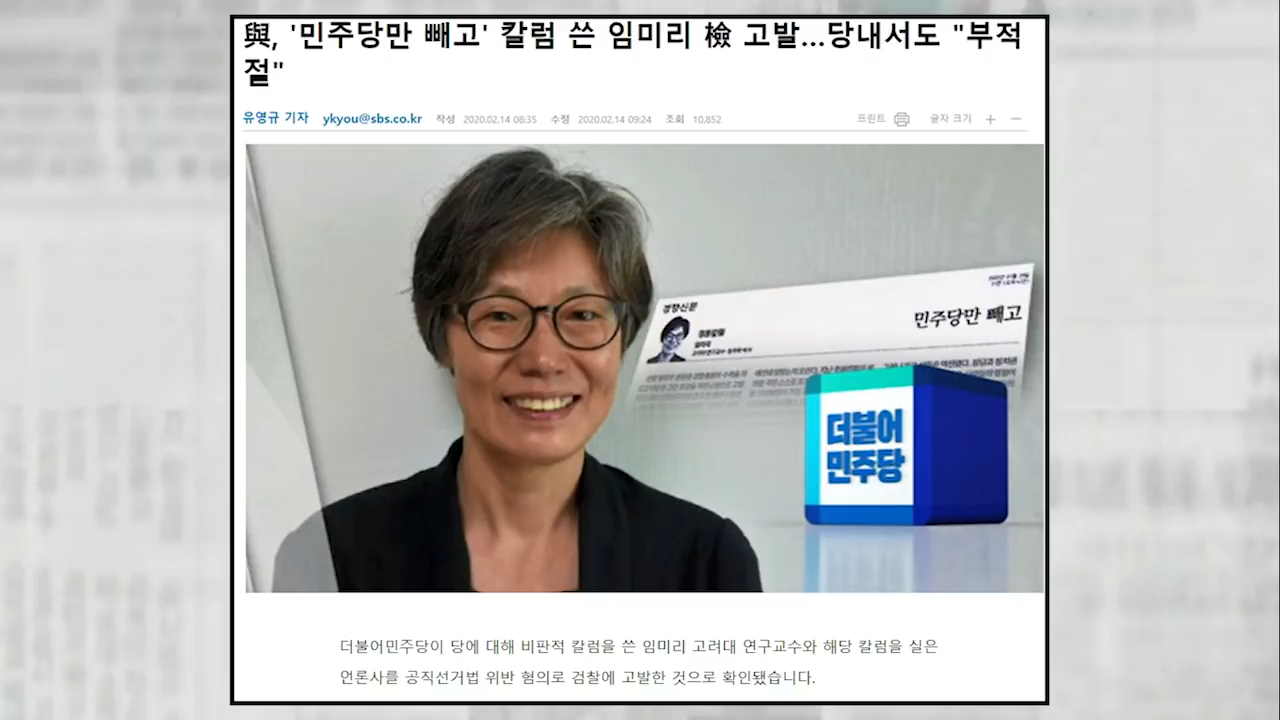 與, '민주당만 빼고' 칼럼 쓴 임미리 檢 고발...당내서도 "부적
절"
유영규 기자 ykyou@sbs.co.kr 작성 2020.02.14 08:35 수정 2020.02.14 09:24 조회 10,852 프린트 글자 크기 + −
경향신문
민주당만 빼고
더불어
민주당
더불어민주당이 당에 대해 비판적 칼럼을 쓴 임미리 고려대 연구교수와 해당 칼럼을 실은
언론사를 공직선거법 위반 혐의로 검찰에 고발한 것으로 확인됐습니다.